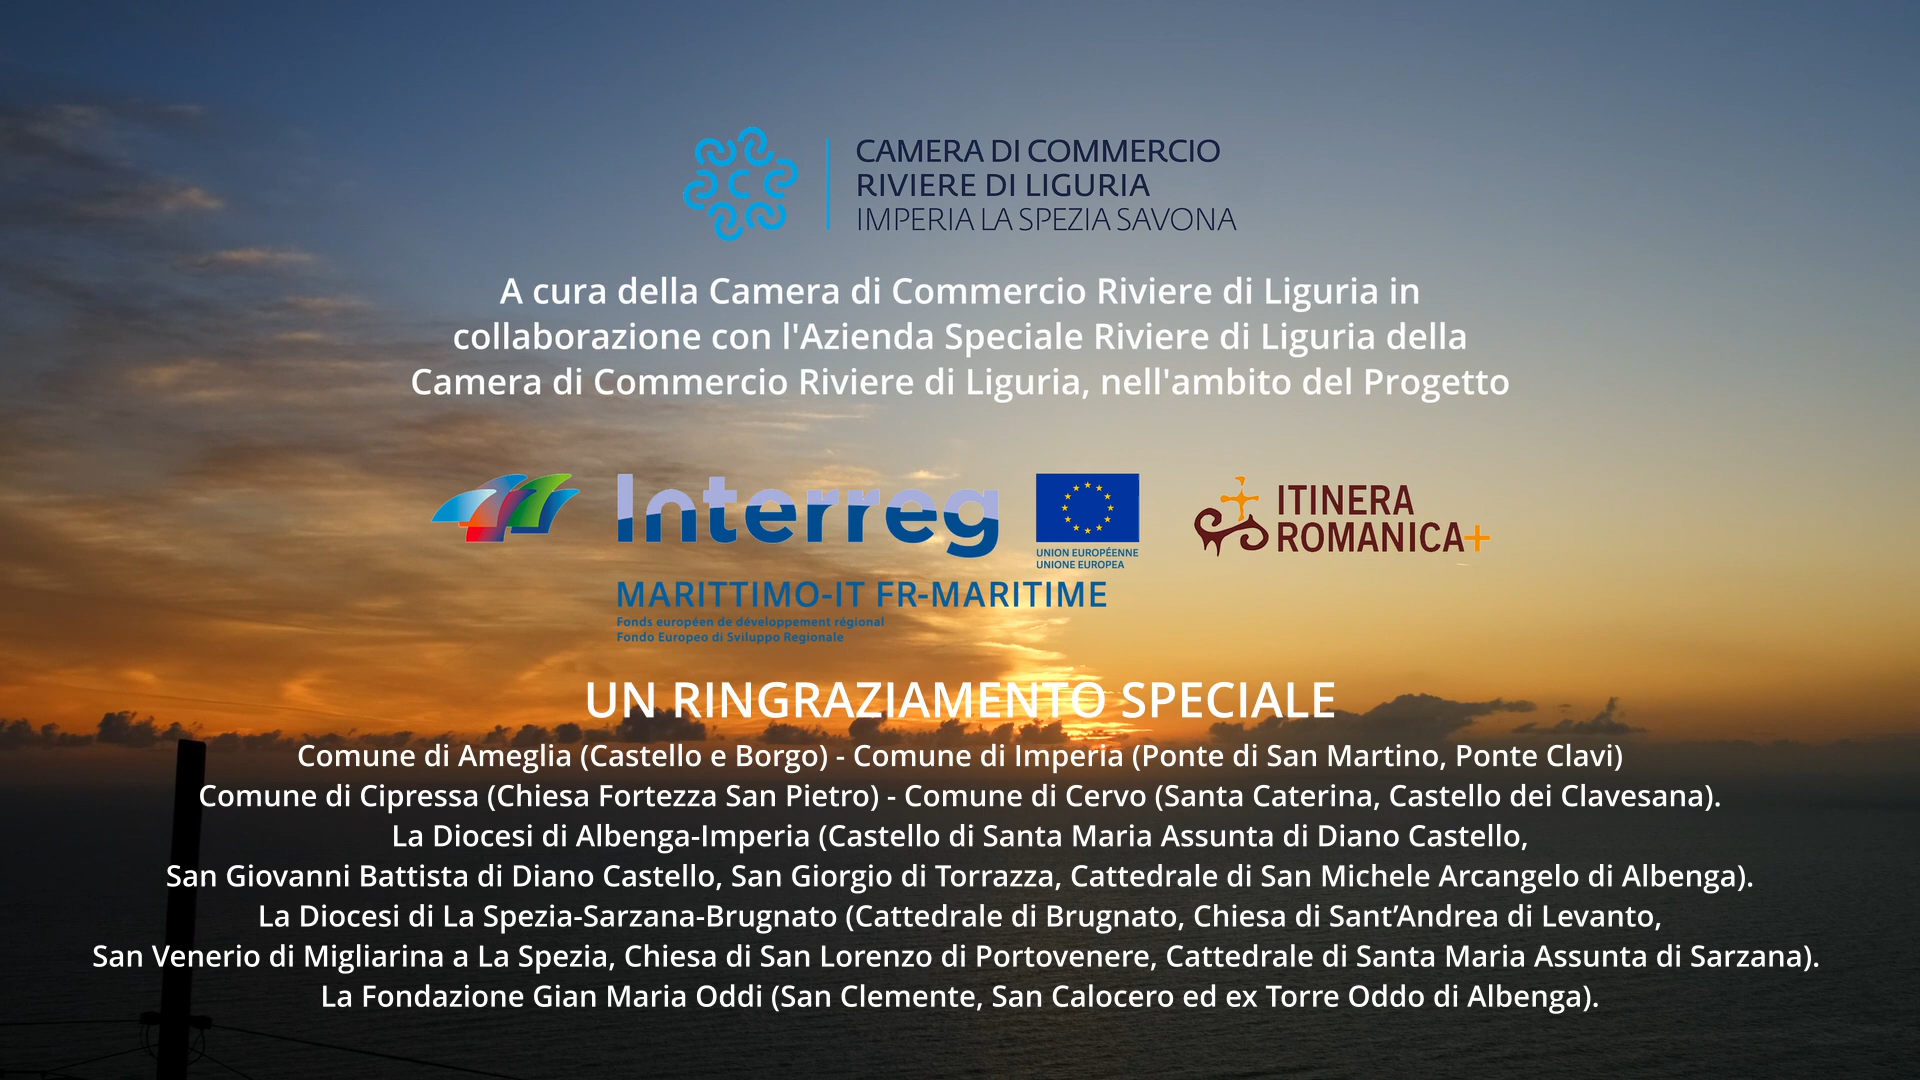 CAMERA DI COMMERCIO
RIVIERE DI LIGURIA
IMPERIA LA SPEZIA SAVONA
A cura della Camera di Commercio Riviere di Liguria in
collaborazione con l'Azienda Speciale Riviere di Liguria della
Camera di Commercio Riviere di Liguria, nell'ambito del Progetto
Interreg
UNION EUROPÉENNE
UNIONE EUROPEA
MARITTIMO-IT FR-MARITIME
Fonds européen de développement régional
Fondo Europeo di Sviluppo Regionale
ITINERA
ROMANICA+
UN RINGRAZIAMENTO SPECIALE
Comune di Ameglia (Castello e Borgo) - Comune di Imperia (Ponte di San Martino, Ponte Clavi)
Comune di Cipressa (Chiesa Fortezza San Pietro) - Comune di Cervo (Santa Caterina, Castello dei Clavesana).
La Diocesi di Albenga-Imperia (Castello di Santa Maria Assunta di Diano Castello,
San Giovanni Battista di Diano Castello, San Giorgio di Torrazza, Cattedrale di San Michele Arcangelo di Albenga).
La Diocesi di La Spezia-Sarzana-Brugnato (Cattedrale di Brugnato, Chiesa di Sant’Andrea di Levanto,
San Venerio di Migliarina a La Spezia, Chiesa di San Lorenzo di Portovenere, Cattedrale di Santa Maria Assunta di Sarzana).
La Fondazione Gian Maria Oddi (San Clemente, San Calocero ed ex Torre Oddo di Albenga).